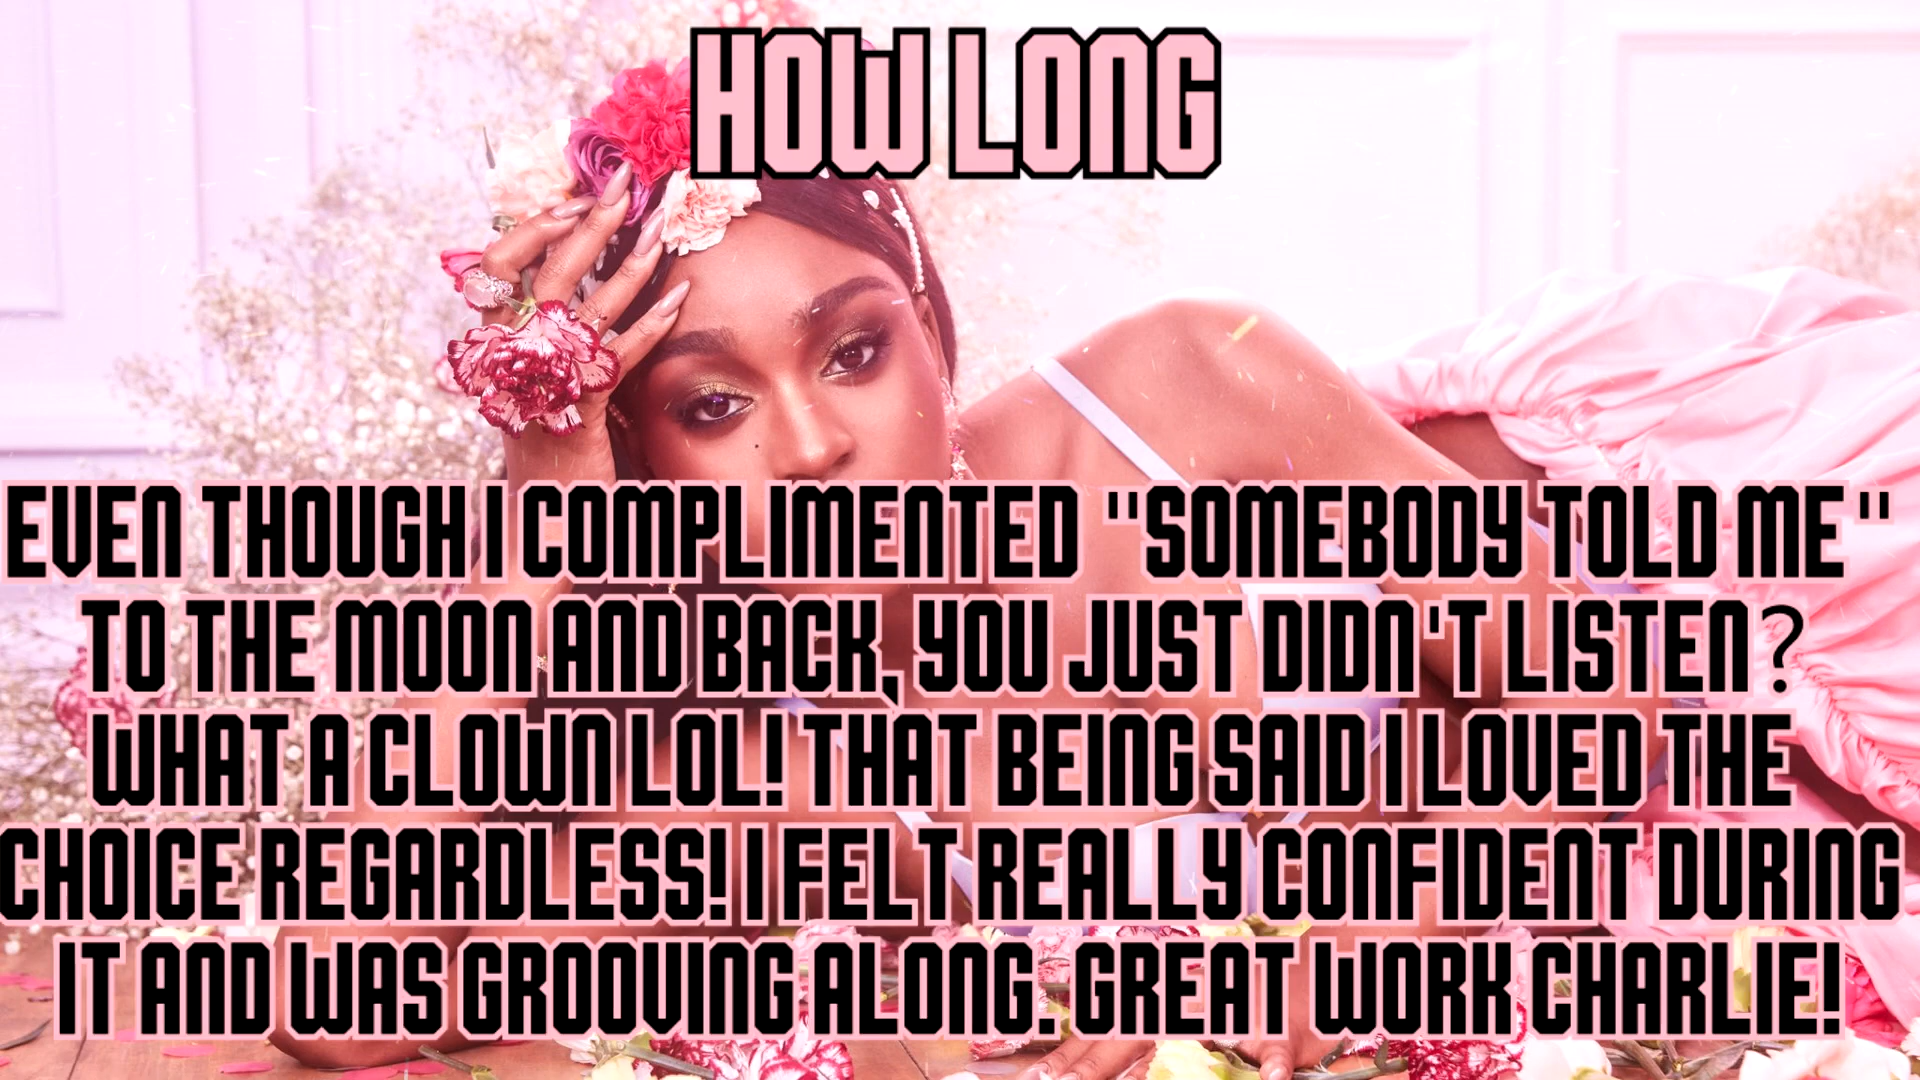 HOW LONG
EVEN THOUGH I COMPLIMENTED "SOMEBODY TOLD ME"
TO THE MOON AND BACK, YOU JUST DIDN'T LISTEN?
WHAT A CLOWN LOL! THAT BEING SAID I LOVED THE
CHOICE REGARDLESS! I FELT REALLY CONFIDENT DURING
IT AND WAS GROOVING ALONG. GREAT WORK CHARLIE!